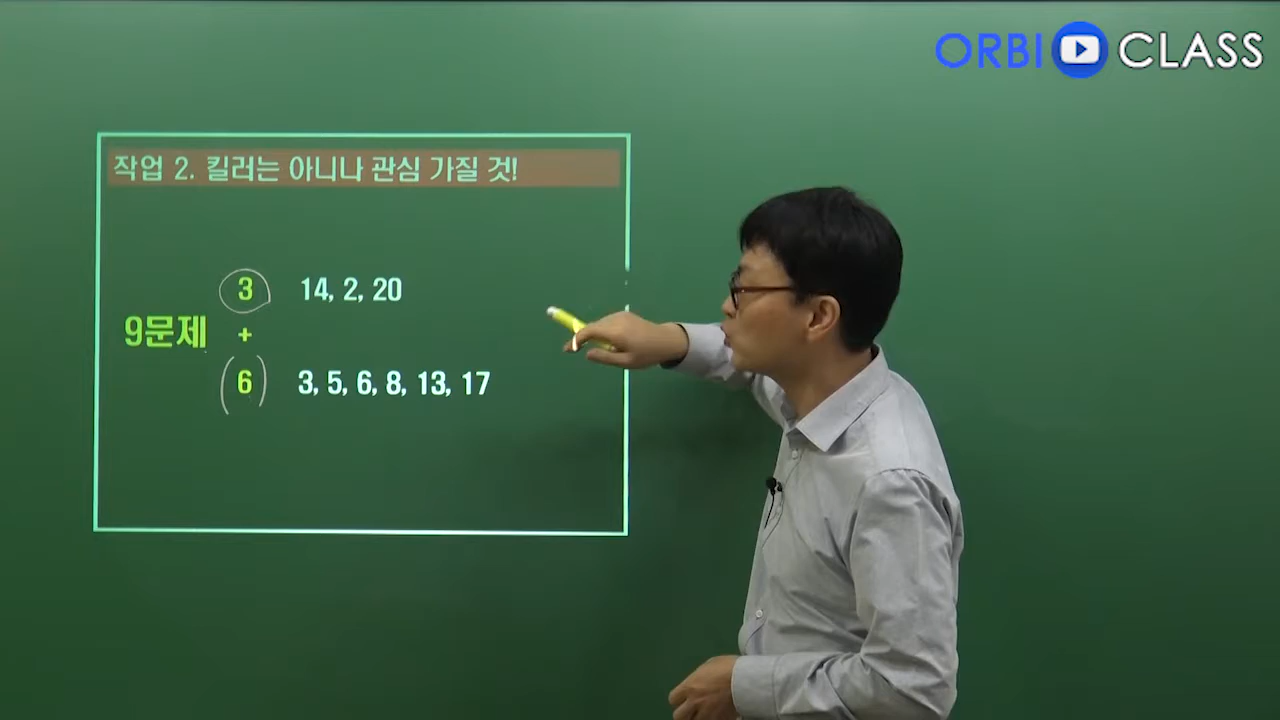 ORBI CLASS
작업 2. 킬러는 아니나 관심 가질 것!
3 14, 2, 20
9문제 +
6 3, 5, 6, 8, 13, 17